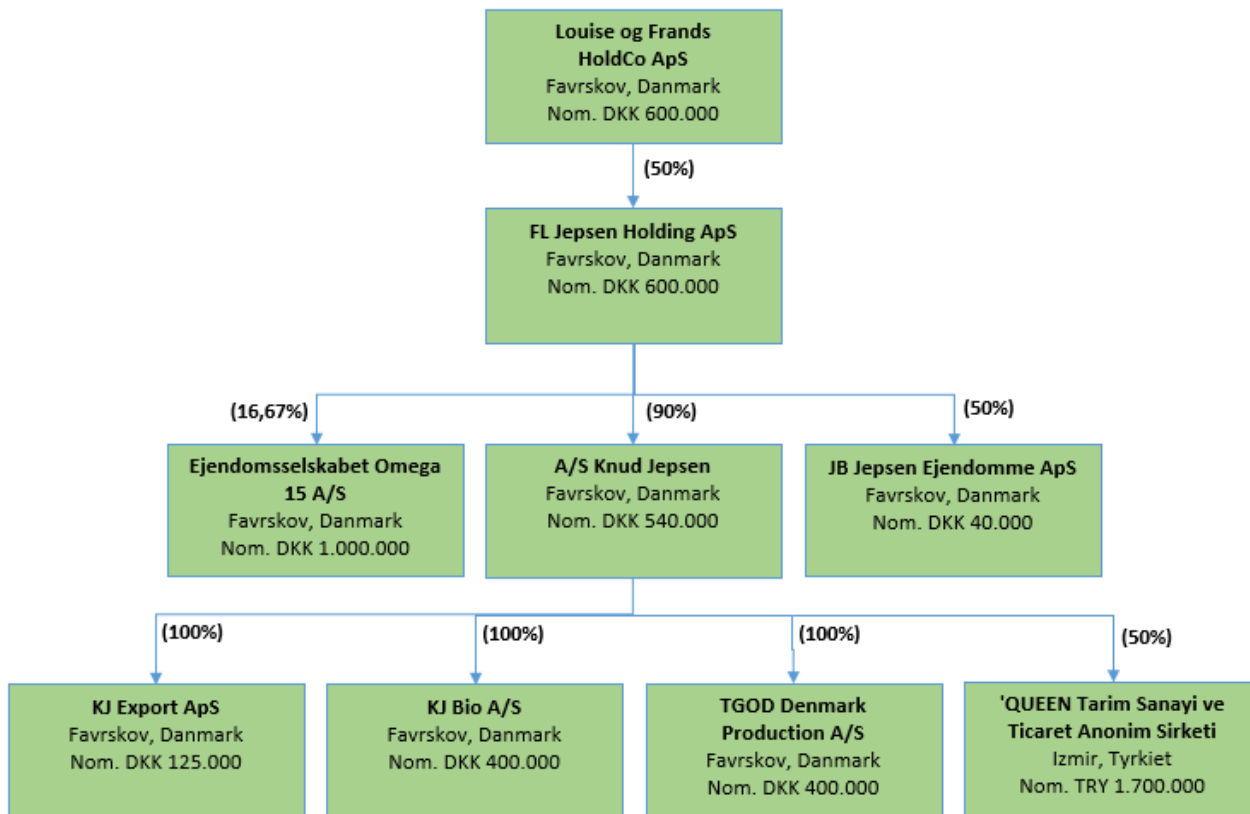 Louise og Frands
HoldCo ApS
Favrskov, Danmark
Nom. DKK 600.000
(50%)
FL Jepsen Holding ApS
Favrskov, Danmark
Nom. DKK 600.000
(16,67%)
(90%)
(50%)
Ejendomsselskabet Omega
15 A/S
Favrskov, Danmark
Nom. DKK 1.000.000
A/S Knud Jepsen
Favrskov, Danmark
Nom. DKK 540.000
JB Jepsen Ejendomme ApS
Favrskov, Danmark
Nom. DKK 40.000
(100%)
(100%)
(100%)
(50%)
KJ Export ApS
Favrskov, Danmark
Nom. DKK 125.000
KJ Bio A/S
Favrskov, Danmark
Nom. DKK 400.000
TGOD Denmark
Production A/S
Favrskov, Danmark
Nom. DKK 400.000
'QUEEN Tarim Sanayi ve
Ticaret Anonim Sirketi
Izmir, Tyrkiet
Nom. TRY 1.700.000